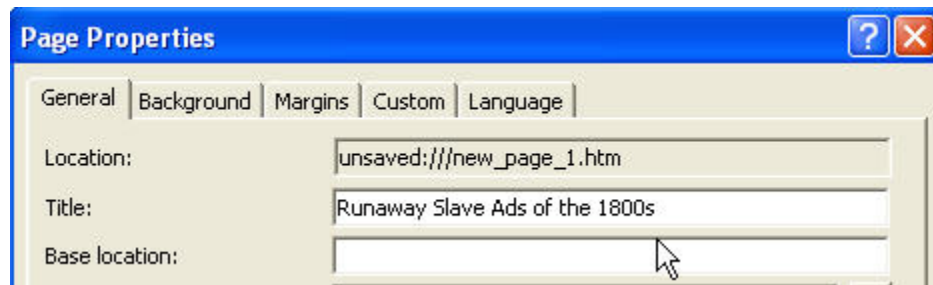 Page Properties
General Background Margins Custom Language
Location: unsaved:///new_page_1.htm
Title: Runaway Slave Ads of the 1800s
Base location: